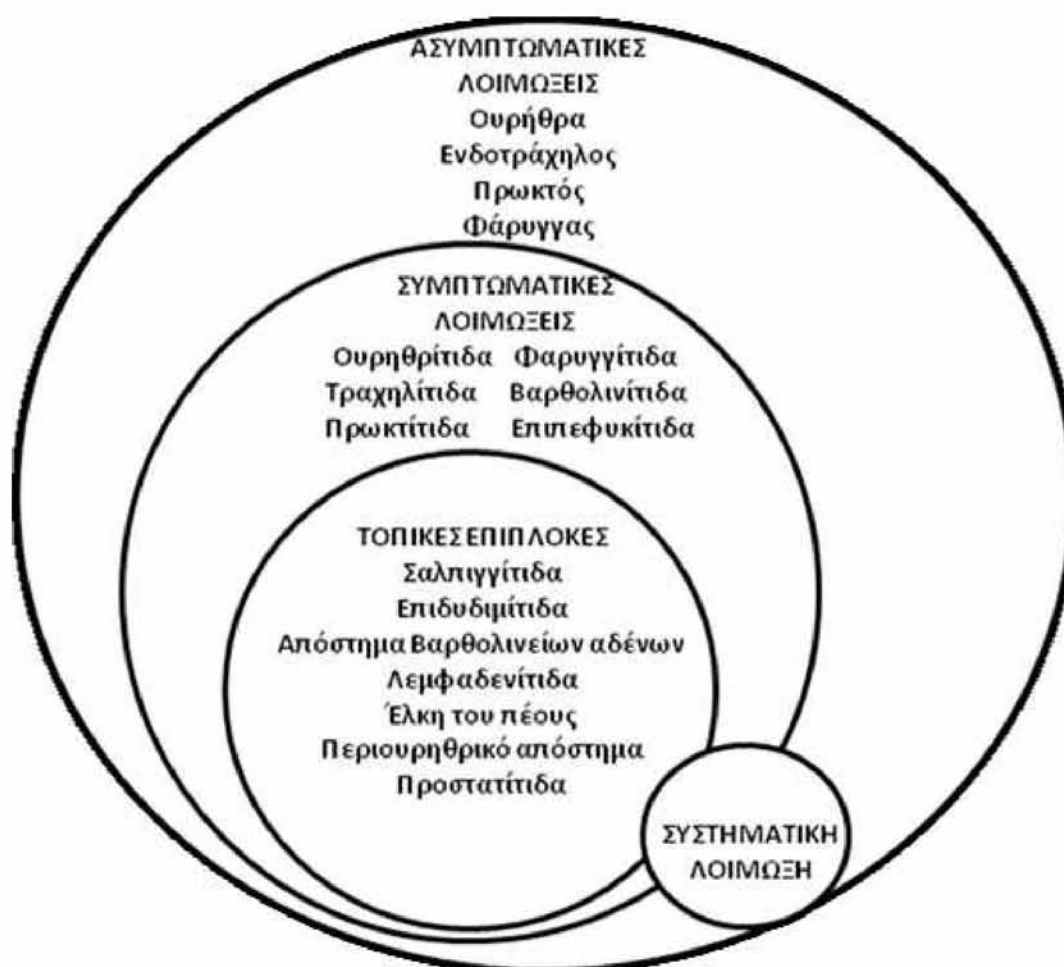 ΑΣΥΜΠΤΩΜΑΤΙΚΕΣ
ΛΟΙΜΩΞΕΙΣ
Ουρήθρα
Ενδοτράχηλος
Πρωκτός
Φάρυγγας
ΣΥΜΠΤΩΜΑΤΙΚΕΣ
ΛΟΙΜΩΞΕΙΣ
Ουρηθρίτιδα Φαρυγγίτιδα
Τραχηλίτιδα Βαρθολινίτιδα
Πρωκτίτιδα Επιπεφυκίτιδα
ΤΟΠΙΚΕΣ ΕΠΙΠΛΟΚΕΣ
Σαλπιγγίτιδα
Επιδυδιμίτιδα
Απόστημα Βαρθολινείων αδένων
Λεμφαδενίτιδα
Έλκη του πέους
Περιουρηθρικό απόστημα
Προστατίτιδα
ΣΥΣΤΗΜΑΤΙΚΗ
ΛΟΙΜΩΞΗ